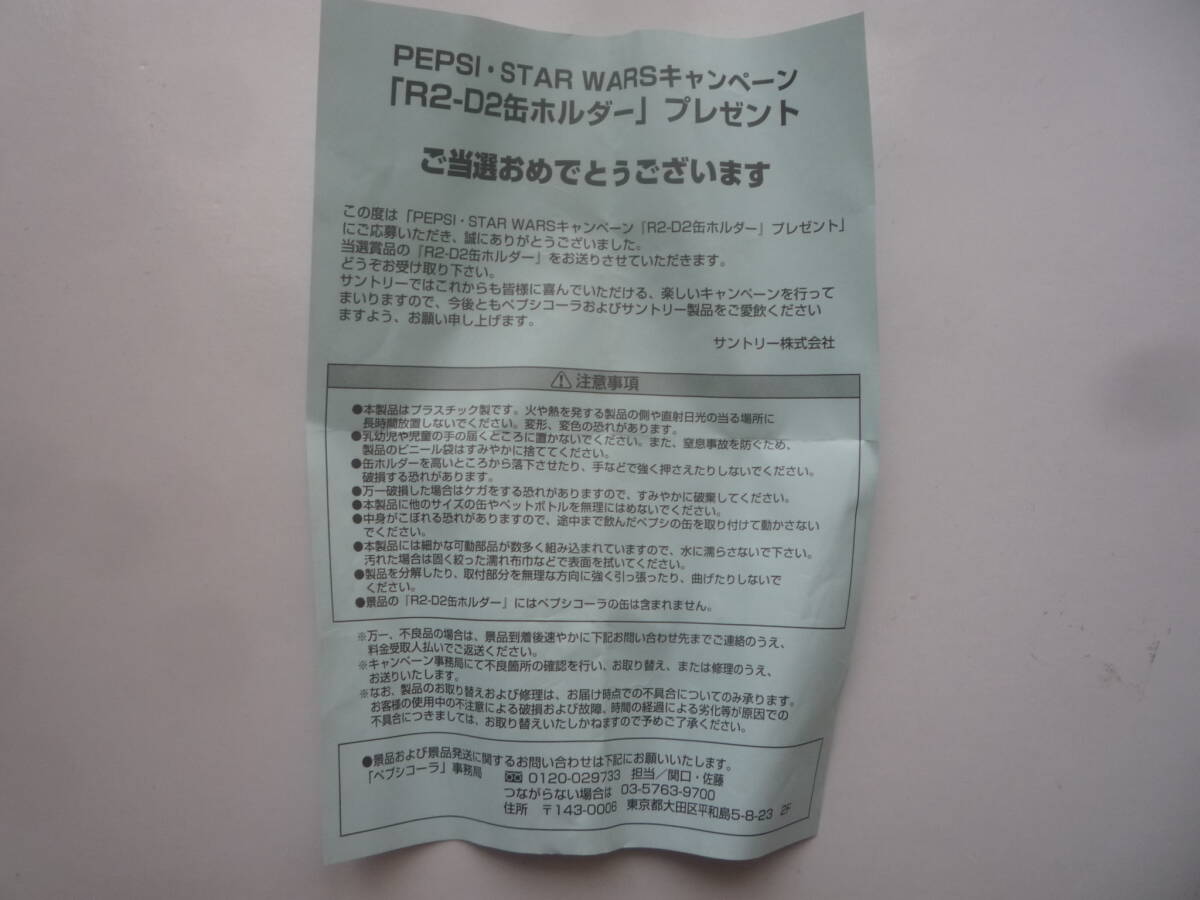 PEPSI・STAR WARSキャンペーン
「R2-D2缶ホルダー」プレゼント
ご当選おめでとぅございます
この度は「PEPSI・STAR WARSキャンペーン「R2-D2缶ホルダー」プレゼント」
にご応募いただき、誠にありがとうございました。
当選賞品の「R2-D2缶ホルダー」をお送りさせていただきます。
どうぞお受け取り下さい。
サントリーではこれからも皆様に喜んでいただける、楽しいキャンペーンを行って
まいりますので、今後ともペプシコーラおよびサントリー製品をご愛飲ください
ますよう、お願い申し上げます。
サントリー株式会社
⚠注意事項
●本製品はプラスチック製です。火や熱を発する製品の側や直射日光の当る場所に
長時間放置しないでください。変形、変色の恐れがあります。
●乳幼児や児童の手の届くところに置かないでください。また、窒息事故を防ぐため、
製品のビニール袋はすみやかに捨ててください。
●缶ホルダーを高いところから落下させたり、手などで強く押さえたりしないでください。
破損する恐れがあります。
●万一破損した場合はケガをする恐れがありますので、すみやかに破棄してください。
●本製品に他のサイズの缶やペットボトルを無理にはめないでください。
●中身がこぼれる恐れがありますので、途中まで飲んだペプシの缶を取り付けて動かさない
でください。
●本製品には細かな可動部品が数多く組み込まれていますので、水に濡らさないで下さい。
汚れた場合は固く絞った濡れ布巾などで表面を拭いてください。
●製品を分解したり、取付部分を無理な方向に強く引っ張ったり、曲げたりしないで
ください。
●景品の「R2-D2缶ホルダー」にはペプシコーラの缶は含まれません。
※万一、不良品の場合は、景品到着後速やかに下記お問い合わせ先までご連絡のうえ、
料金受取人払いでご返送ください。
※キャンペーン事務局にて不良箇所の確認を行い、お取り替え、または修理のうえ、
お送りいたします。
※なお、製品のお取り替えおよび修理は、お届け時点での不具合についてのみ承ります。
お客様の使用中の不注意による破損および故障、時間の経過による劣化等が原因での
不具合につきましては、お取り替えいたしかねますので予めご了承ください。
●景品および景品発送に関するお問い合わせは下記にお願いいたします。
「ペプシコーラ」事務局 0120-029733 担当／関口・佐藤
つながらない場合は 03-5763-9700
住所 〒143-0006 東京都大田区平和島5-8-23 2F